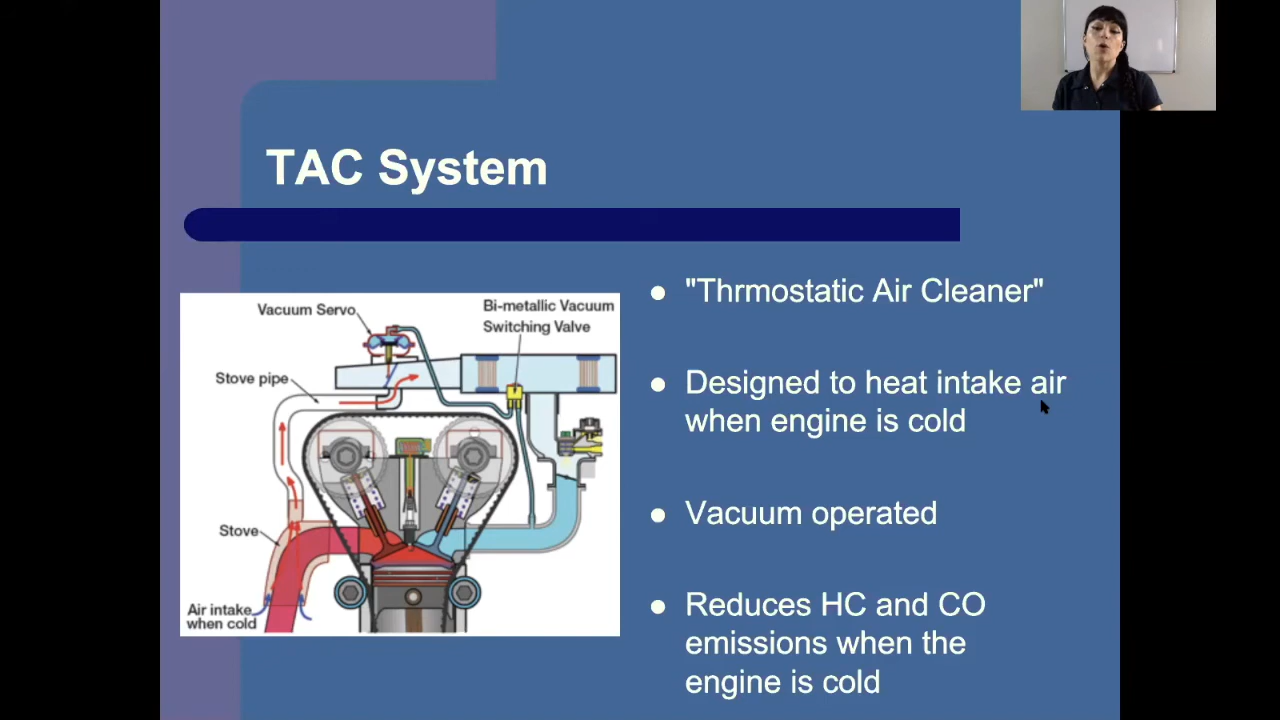 TAC System
Vacuum Servo
Bi-metallic Vacuum
Switching Valve
Stove pipe
Stove
Air intake
when cold
"Thrmostatic Air Cleaner"
Designed to heat intake air
when engine is cold
Vacuum operated
Reduces HC and CO
emissions when the
engine is cold